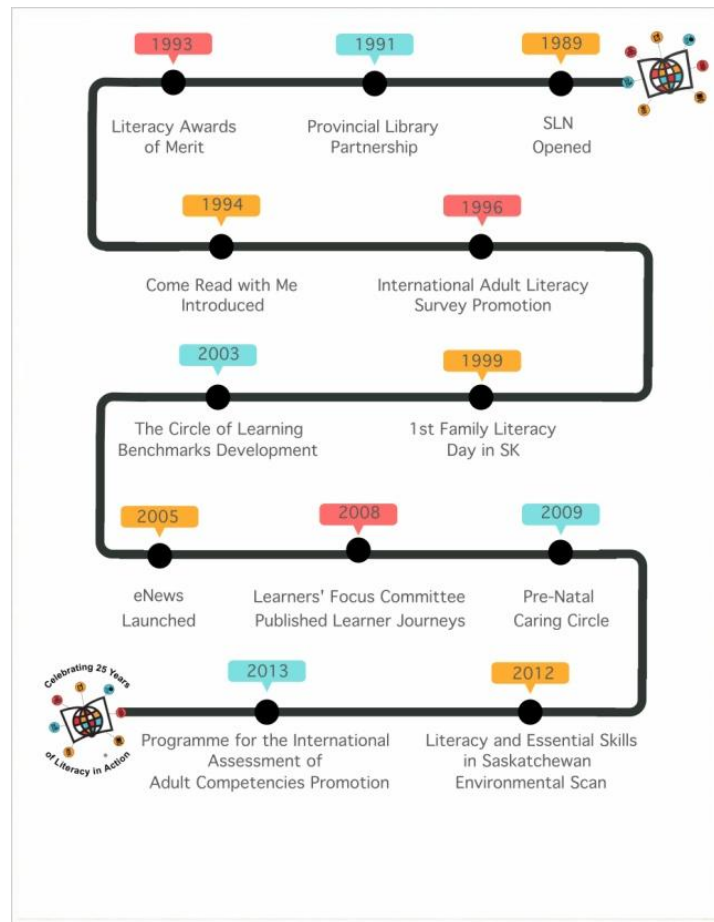 1993
1991
1989
Literacy Awards
of Merit
Provincial Library
Partnership
SLN
Opened
1994
1996
Come Read with Me
Introduced
International Adult Literacy
Survey Promotion
2003
1999
The Circle of Learning
Benchmarks Development
1st Family Literacy
Day in SK
2005
2008
2009
eNews
Launched
Learners' Focus Committee
Published Learner Journeys
Pre-Natal
Caring Circle
Celebrating 25 Years
of Literacy in Action
2013
2012
Programme for the International
Assessment of
Adult Competencies Promotion
Literacy and Essential Skills
in Saskatchewan
Environmental Scan